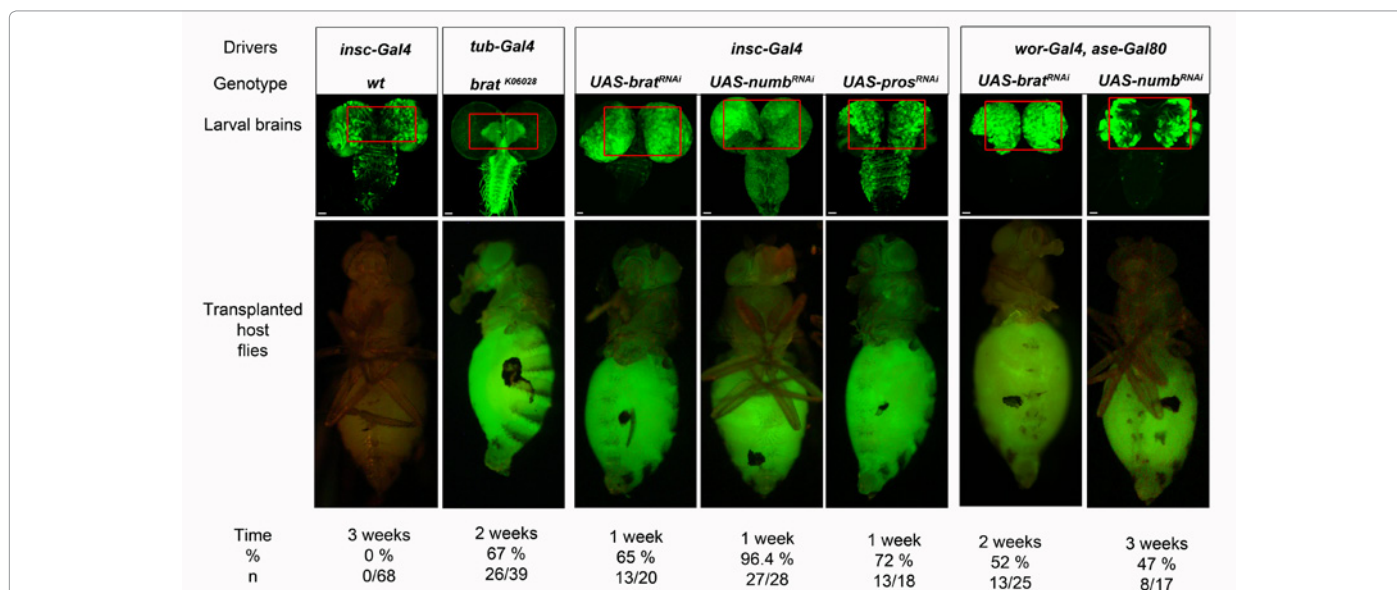 Drivers insc-Gal4 tub-Gal4 insc-Gal4 wor-Gal4, ase-Gal80
Genotype wt brat K06028 UAS-brat RNAi UAS-numb RNAi UAS-pros RNAi UAS-brat RNAi UAS-numb RNAi
Larval brains
Transplanted
host
flies
Time 3 weeks 2 weeks 1 week 1 week 1 week 2 weeks 3 weeks
% 0 % 67 % 65 % 96.4 % 72 % 52 % 47 %
n 0/68 26/39 13/20 27/28 13/18 13/25 8/17